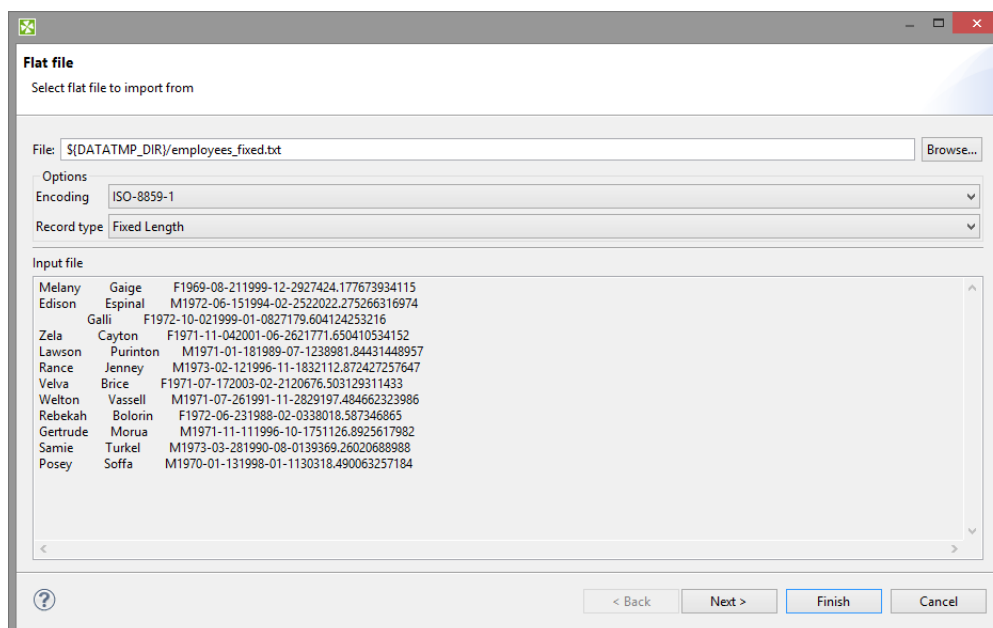 Flat file
Select flat file to import from
File: ${DATATMP_DIR}/employees_fixed.txt Browse...
Options
Encoding ISO-8859-1
Record type Fixed Length
Input file
Melany Gaige F1969-08-211999-12-2927424.177673934115
Edison Espinal M1972-06-151994-02-2522022.275266316974
Galli F1972-10-021999-01-0827179.604124253216
Zela Cayton F1971-11-042001-06-2621771.650410534152
Lawson Purinton M1971-01-181989-07-1238981.84431448957
Rance Jenney M1973-02-121996-11-1832112.872427257647
Velva Brice F1971-07-172003-02-2120676.503129311433
Welton Vassell M1971-07-261991-11-2829197.484662323986
Rebekah Bolorin F1972-06-231988-02-0338018.587346865
Gertrude Morua M1971-11-111996-10-1751126.8925617982
Samie Turkel M1973-03-281990-08-0139369.26020688988
Posey Soffa M1970-01-131998-01-1130318.490063257184
< Back Next > Finish Cancel